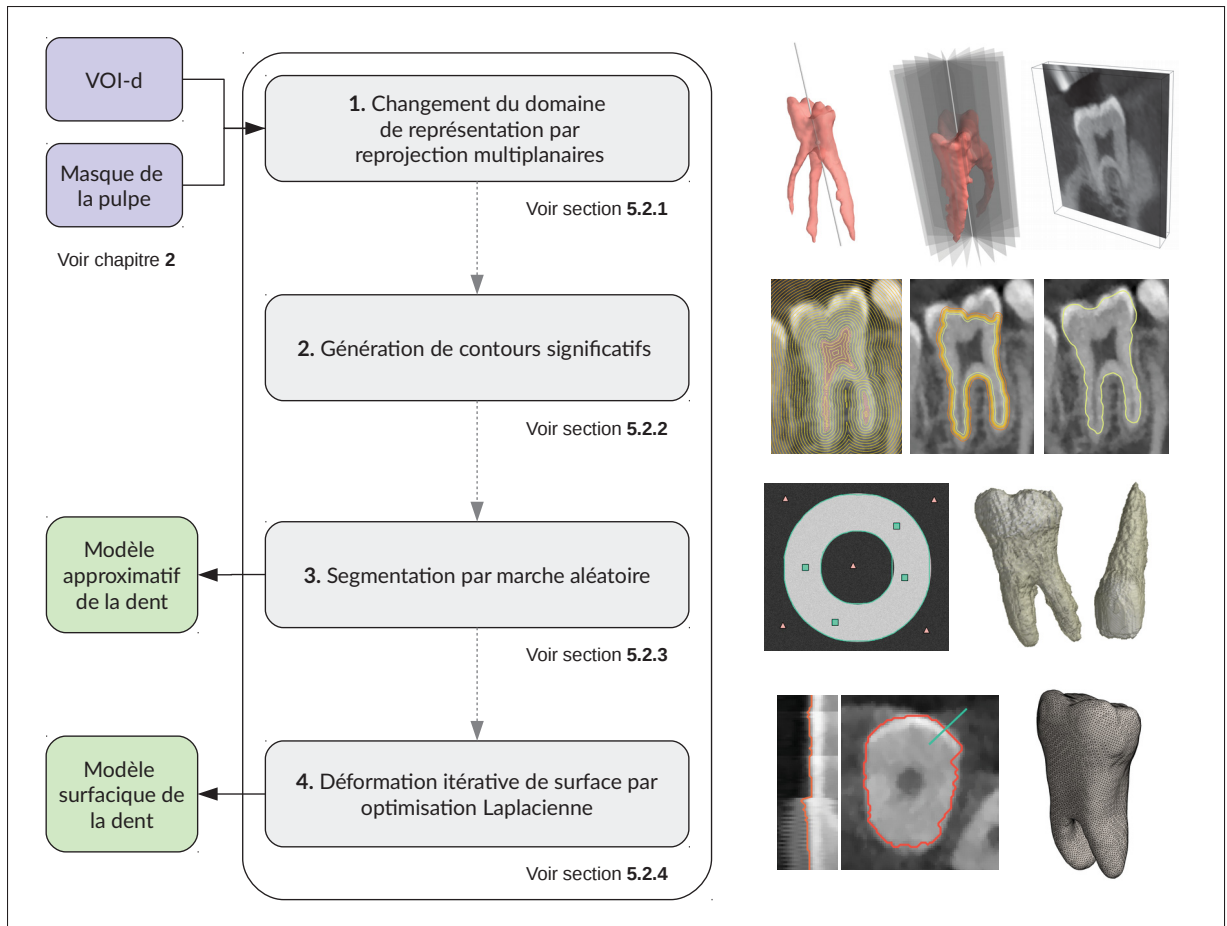 VOI-d
Masque de
la pulpe
Voir chapitre 2
1. Changement du domaine
de représentation par
reprojection multiplanaires
Voir section 5.2.1
2. Génération de contours significatifs
Voir section 5.2.2
Modèle
approximatif
de la dent
3. Segmentation par marche aléatoire
Voir section 5.2.3
Modèle
surfacique de
la dent
4. Déformation itérative de surface par
optimisation Laplacienne
Voir section 5.2.4